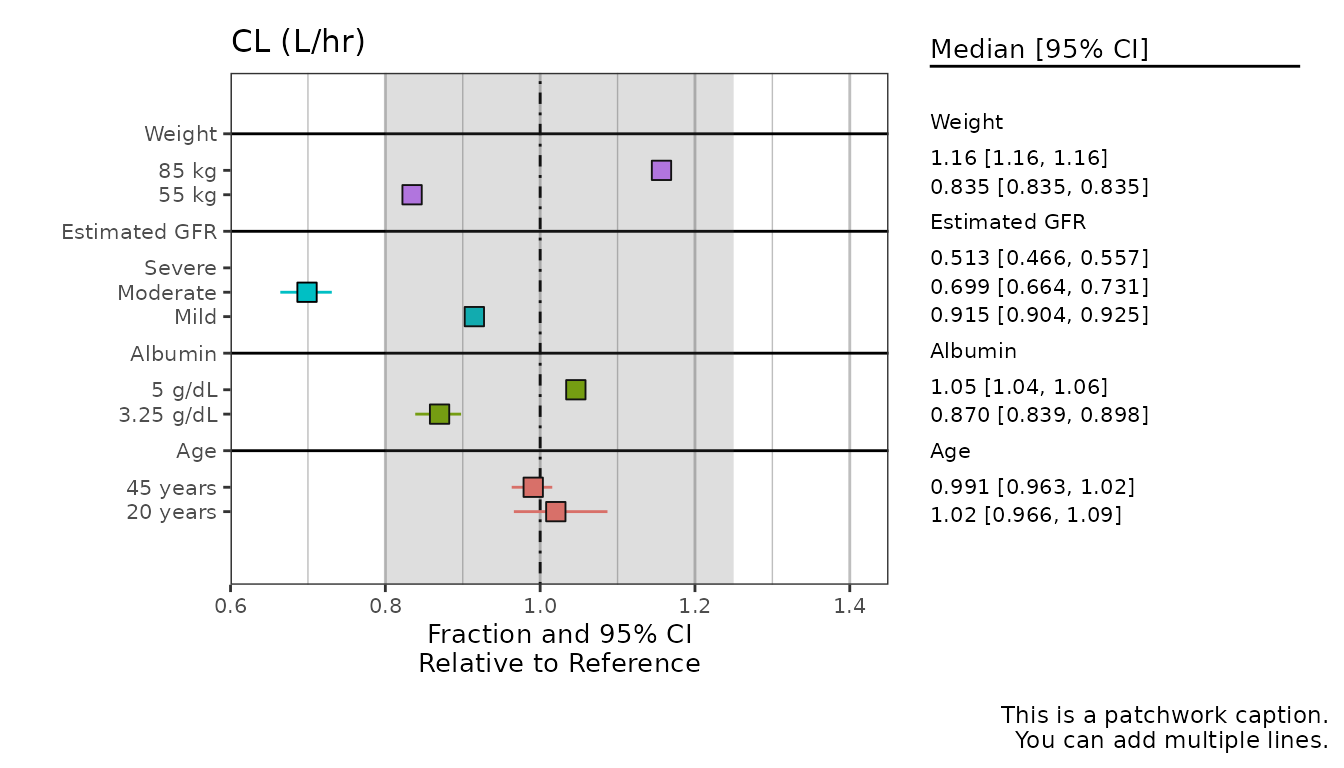 CL (L/hr)
Median [95% CI]
Weight
85 kg
55 kg
Estimated GFR
Severe
Moderate
Mild
Albumin
5 g/dL
3.25 g/dL
Age
45 years
20 years
Weight
1.16 [1.16, 1.16]
0.835 [0.835, 0.835]
Estimated GFR
0.513 [0.466, 0.557]
0.699 [0.664, 0.731]
0.915 [0.904, 0.925]
Albumin
1.05 [1.04, 1.06]
0.870 [0.839, 0.898]
Age
0.991 [0.963, 1.02]
1.02 [0.966, 1.09]
0.6 0.8 1.0 1.2 1.4
Fraction and 95% CI
Relative to Reference
This is a patchwork caption.
You can add multiple lines.